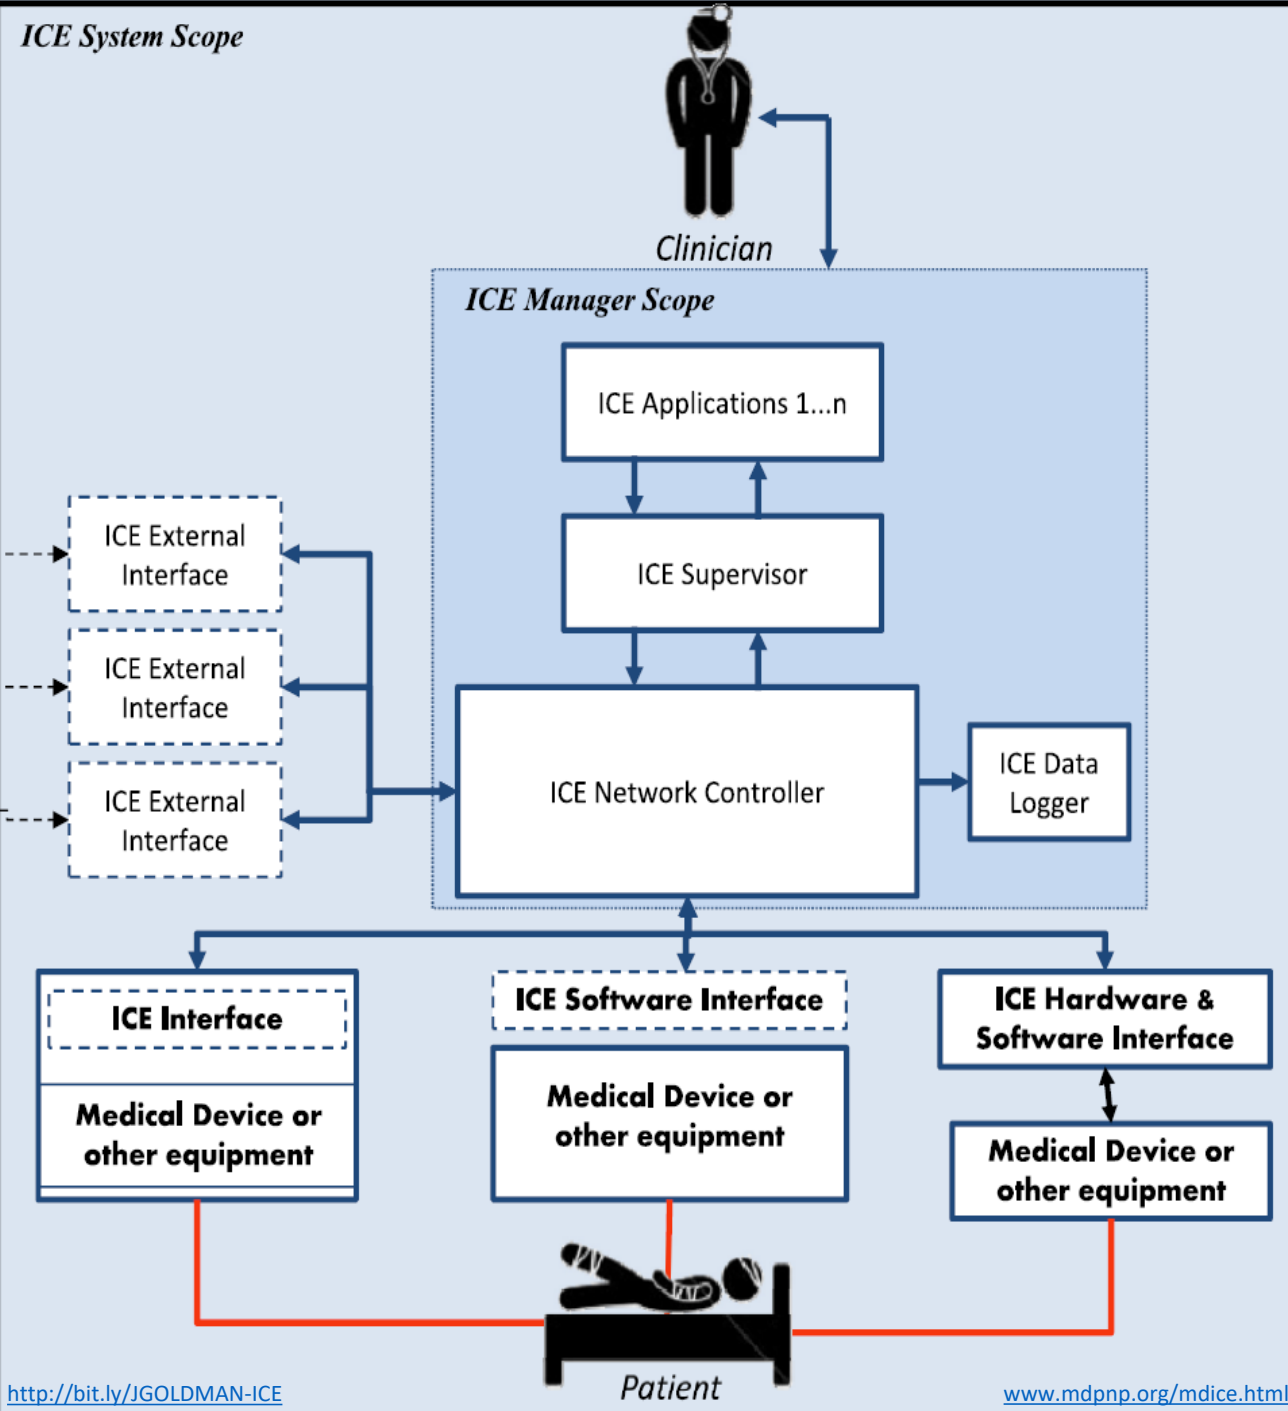 ICE System Scope
Clinician
ICE Manager Scope
ICE Applications 1...n
ICE Supervisor
ICE External
Interface
ICE External
Interface
ICE External
Interface
ICE Network Controller
ICE Data
Logger
ICE Interface
Medical Device or
other equipment
ICE Software Interface
Medical Device or
other equipment
ICE Hardware &
Software Interface
Medical Device or
other equipment
Patient
http://bit.ly/JGOLDMAN-ICE
www.mdpnp.org/mdice.html